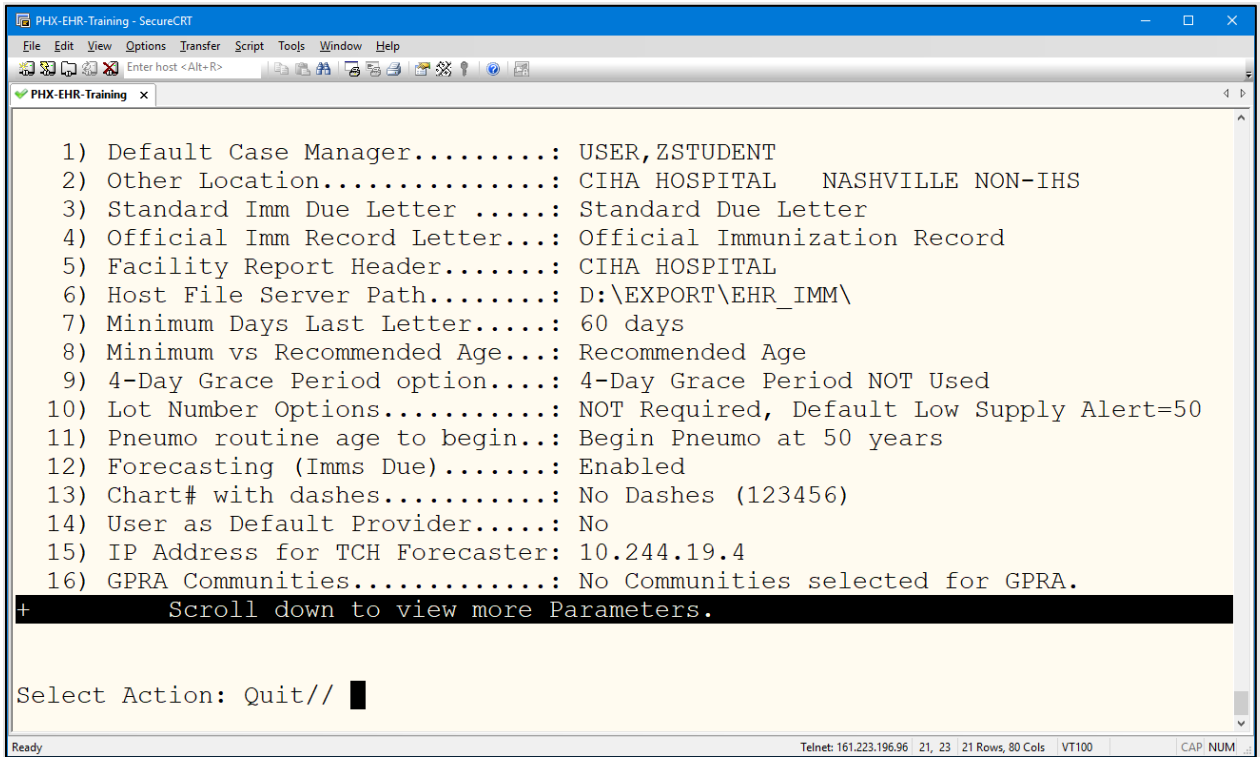 PHX-EHR-Training - SecureCRT
File Edit View Options Transfer Script Tools Window Help
Enter host <Alt+R>
PHX-EHR-Training
1) Default Case Manager.........: USER,ZSTUDENT
2) Other Location...............: CIHA HOSPITAL   NASHVILLE NON-IHS
3) Standard Imm Due Letter .....: Standard Due Letter
4) Official Imm Record Letter...: Official Immunization Record
5) Facility Report Header.......: CIHA HOSPITAL
6) Host File Server Path........: D:\EXPORT\EHR_IMM\
7) Minimum Days Last Letter.....: 60 days
8) Minimum vs Recommended Age...: Recommended Age
9) 4-Day Grace Period option....: 4-Day Grace Period NOT Used
10) Lot Number Options...........: NOT Required, Default Low Supply Alert=50
11) Pneumo routine age to begin..: Begin Pneumo at 50 years
12) Forecasting (Imms Due).......: Enabled
13) Chart# with dashes...........: No Dashes (123456)
14) User as Default Provider.....: No
15) IP Address for TCH Forecaster: 10.244.19.4
16) GPRA Communities.............: No Communities selected for GPRA.
+ Scroll down to view more Parameters.
Select Action: Quit//
Ready Telnet: 161.223.196.96 21, 23 21 Rows, 80 Cols VT100 CAP NUM